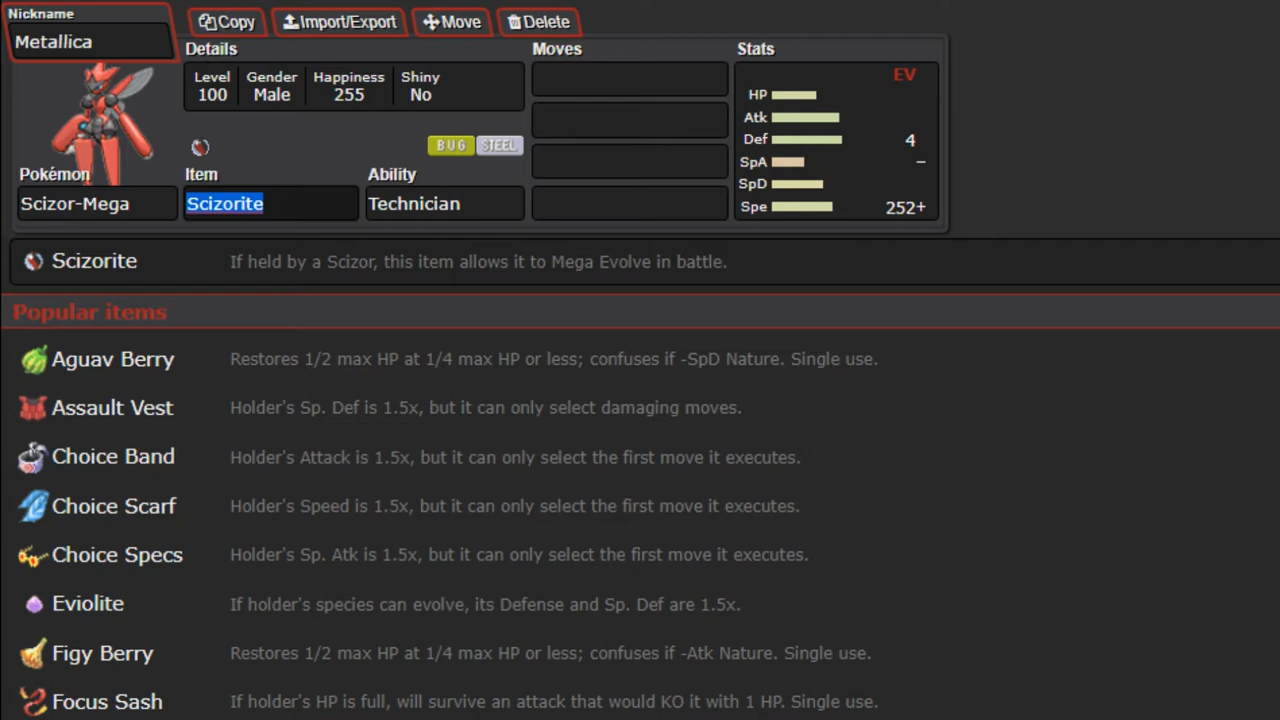 Nickname
Metallica
Copy Import/Export Move Delete
Details
Level Gender Happiness Shiny
100 Male 255 No
BUG STEEL
Pokémon Item Ability
Scizor-Mega Scizorite Technician
Moves
Stats
EV
HP
Atk
Def 4
SpA –
SpD
Spe 252+
Scizorite If held by a Scizor, this item allows it to Mega Evolve in battle.
Popular items
Aguav Berry Restores 1/2 max HP at 1/4 max HP or less; confuses if -SpD Nature. Single use.
Assault Vest Holder's Sp. Def is 1.5x, but it can only select damaging moves.
Choice Band Holder's Attack is 1.5x, but it can only select the first move it executes.
Choice Scarf Holder's Speed is 1.5x, but it can only select the first move it executes.
Choice Specs Holder's Sp. Atk is 1.5x, but it can only select the first move it executes.
Eviolite If holder's species can evolve, its Defense and Sp. Def are 1.5x.
Figy Berry Restores 1/2 max HP at 1/4 max HP or less; confuses if -Atk Nature. Single use.
Focus Sash If holder's HP is full, will survive an attack that would KO it with 1 HP. Single use.